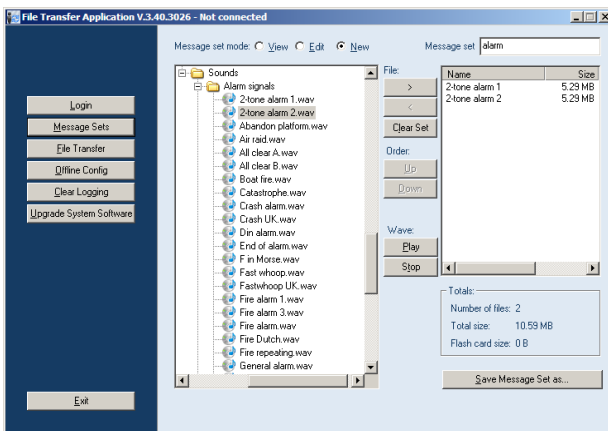 File Transfer Application V.3.40.3026 - Not connected
Message set mode: View Edit New
Message set alarm
Login
Message Sets
File Transfer
Offline Config
Clear Logging
Upgrade System Software
Exit
Sounds
Alarm signals
2-tone alarm 1.wav
2-tone alarm 2.wav
Abandon platform.wav
Air raid.wav
All clear A.wav
All clear B.wav
Boat fire.wav
Catastrophe.wav
Crash alarm.wav
Crash UK.wav
Din alarm.wav
End of alarm.wav
F in Morse.wav
Fast whoop.wav
Fastwhoop UK.wav
Fire alarm 1.wav
Fire alarm 3.wav
Fire alarm.wav
Fire Dutch.wav
Fire repeating.wav
General alarm.wav
File:
>
<
Clear Set
Order:
Up
Down
Wave:
Play
Stop
Name Size
2-tone alarm 1 5.29 MB
2-tone alarm 2 5.29 MB
Totals:
Number of files: 2
Total size: 10.59 MB
Flash card size: 0 B
Save Message Set as...